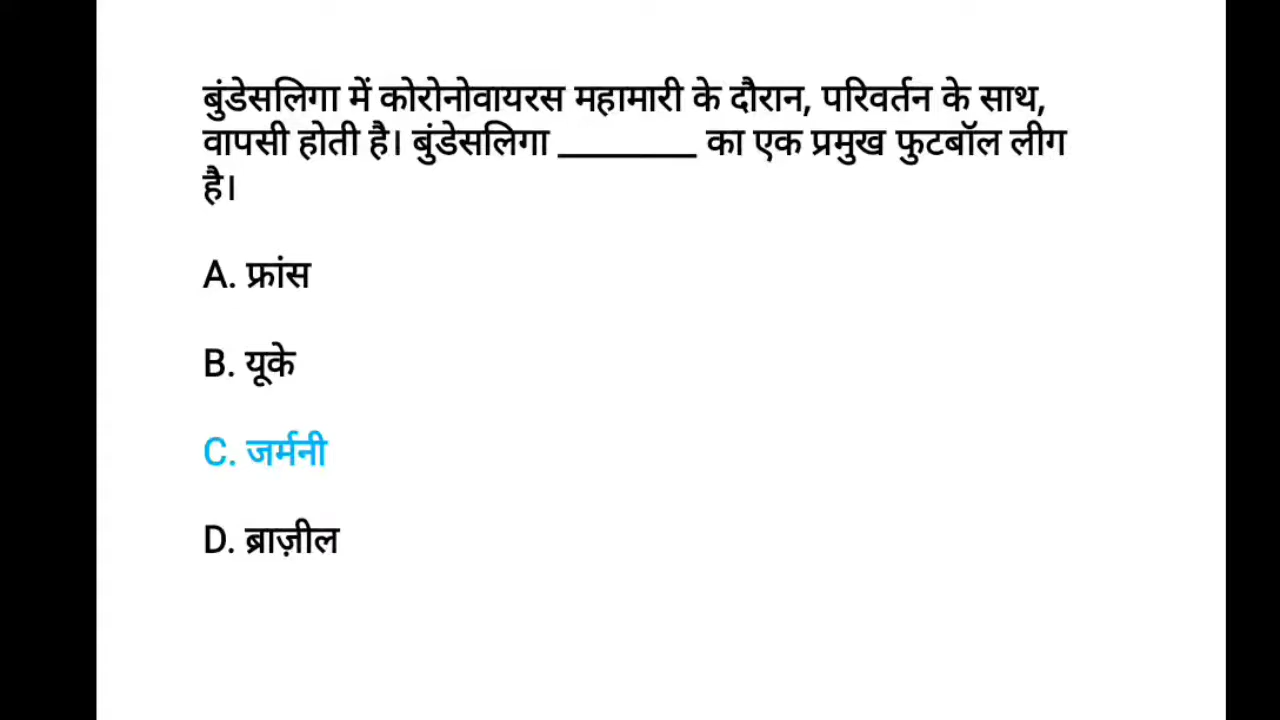 बुंडेसलिगा में कोरोनोवायरस महामारी के दौरान, परिवर्तन के साथ,
वापसी होती है। बुंडेसलिगा ________ का एक प्रमुख फुटबॉल लीग
है।
A. फ्रांस
B. यूके
C. जर्मनी
D. ब्राज़ील